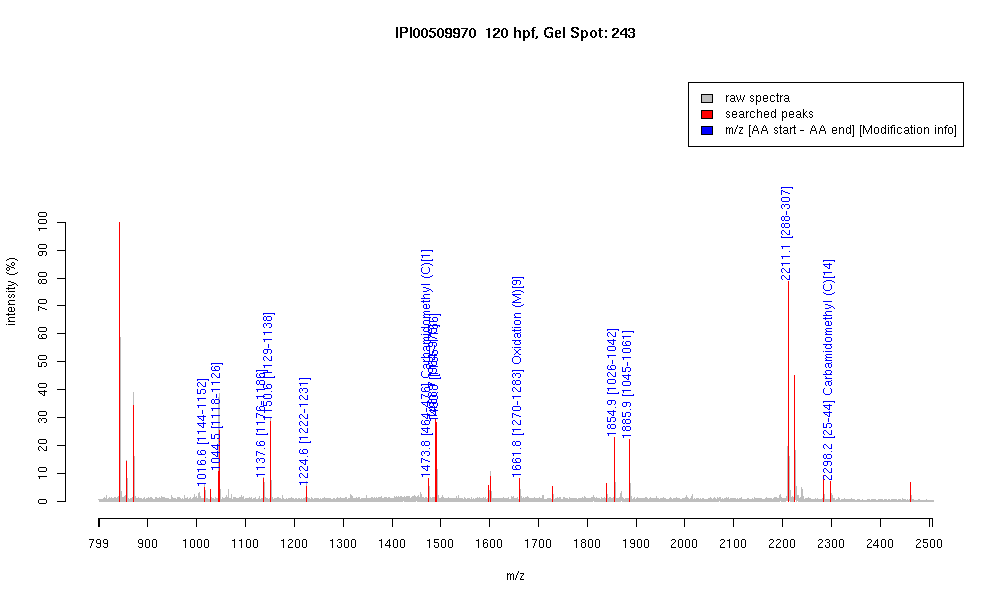 IPI00509970 120 hpf, Gel Spot: 243
raw spectra
searched peaks
m/z [AA start - AA end] [Modification info]
intensity (%)
100
90
80
70
60
50
40
30
20
10
0
1016.6 [1144-1152]
1044.5 [1118-1126]
1137.6 [1176-1186]
1150.6 [1129-1138]
1224.6 [1222-1231]
1473.8 [464-476] Carbamidomethyl (C)[1]
1661.8 [1270-1283] Oxidation (M)[9]
1854.9 [1026-1042]
1885.9 [1045-1061]
2211.1 [288-307]
2298.2 [25-44] Carbamidomethyl (C)[14]
799 900 1000 1100 1200 1300 1400 1500 1600 1700 1800 1900 2000 2100 2200 2300 2400 2500
m/z